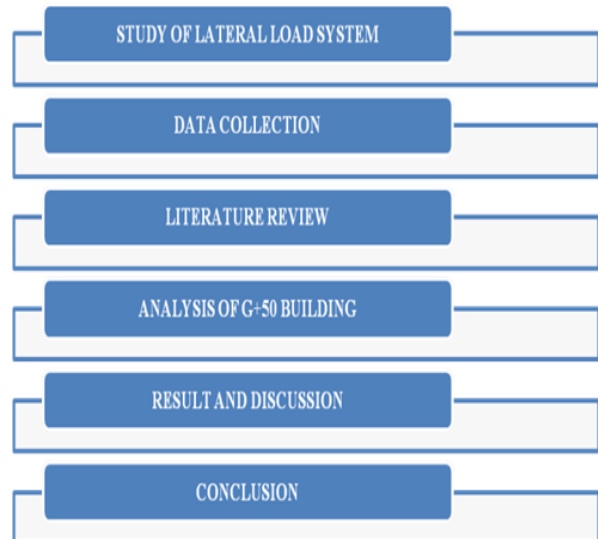 STUDY OF LATERAL LOAD SYSTEM
DATA COLLECTION
LITERATURE REVIEW
ANALYSIS OF G+50 BUILDING
RESULT AND DISCUSSION
CONCLUSION